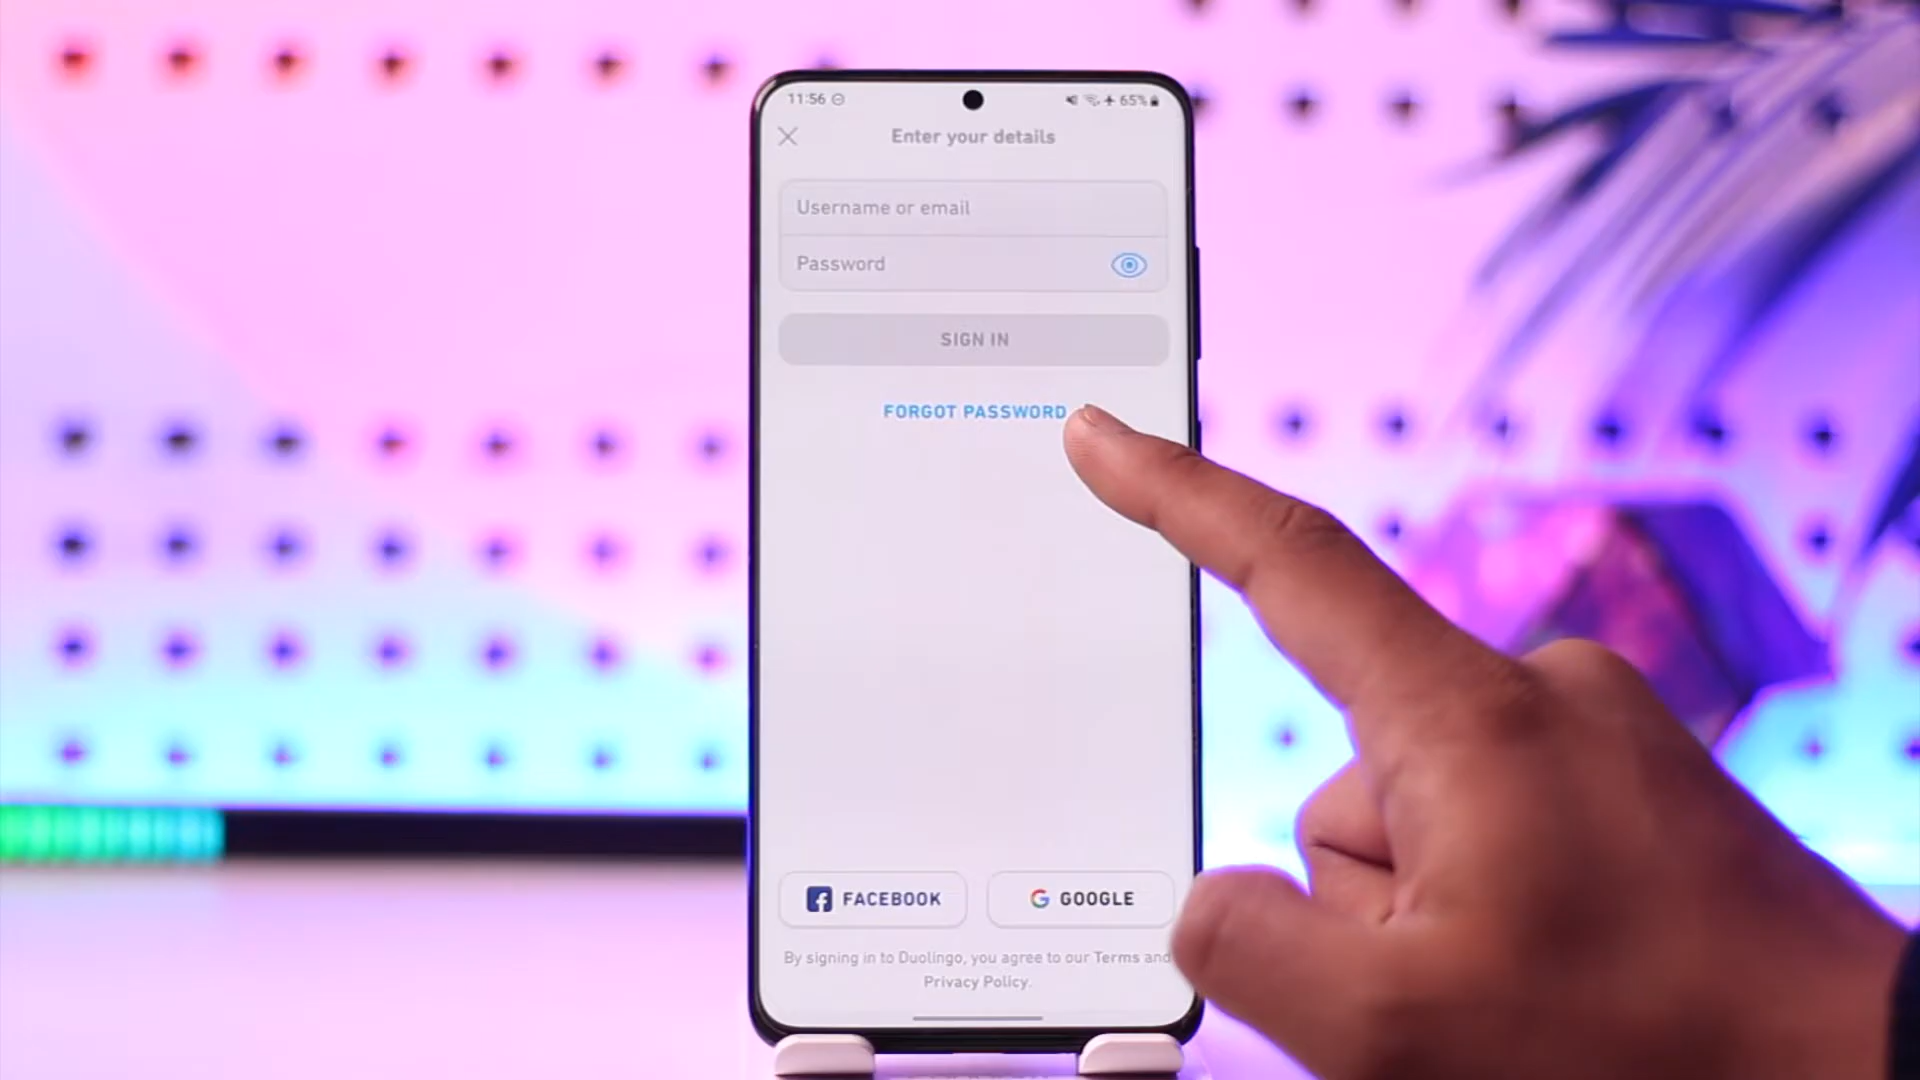 11:56
65%
Enter your details
Username or email
Password
SIGN IN
FORGOT PASSWORD
FACEBOOK
GOOGLE
By signing in to Duolingo, you agree to our Terms and
Privacy Policy.